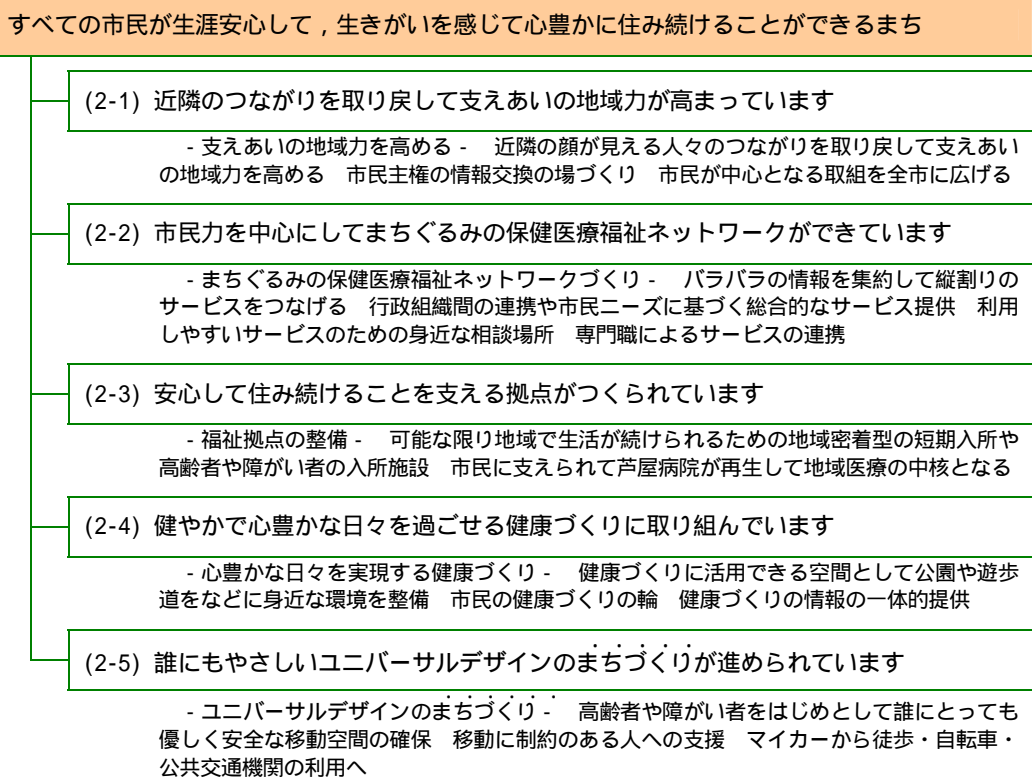 すべての市民が生涯安心して，生きがいを感じて心豊かに住み続けることができるまち
(2-1) 近隣のつながりを取り戻して支えあいの地域力が高まっています
- 支えあいの地域力を高める -　近隣の顔が見える人々のつながりを取り戻して支えあい
の地域力を高める　市民主権の情報交換の場づくり　市民が中心となる取組を全市に広げる
(2-2) 市民力を中心にしてまちぐるみの保健医療福祉ネットワークができています
- まちぐるみの保健医療福祉ネットワークづくり -　バラバラの情報を集約して縦割りの
サービスをつなげる　行政組織間の連携や市民ニーズに基づく総合的なサービス提供　利用
しやすいサービスのための身近な相談場所　専門職によるサービスの連携
(2-3) 安心して住み続けることを支える拠点がつくられています
- 福祉拠点の整備 -　可能な限り地域で生活が続けられるための地域密着型の短期入所や
高齢者や障がい者の入所施設　市民に支えられて芦屋病院が再生して地域医療の中核となる
(2-4) 健やかで心豊かな日々を過ごせる健康づくりに取り組んでいます
- 心豊かな日々を実現する健康づくり -　健康づくりに活用できる空間として公園や遊歩
道をなどに身近な環境を整備　市民の健康づくりの輪　健康づくりの情報の一体的提供
(2-5) 誰にもやさしいユニバーサルデザインのまちづくりが進められています
- ユニバーサルデザインのまちづくり -　高齢者や障がい者をはじめとして誰にとっても
優しく安全な移動空間の確保　移動に制約のある人への支援　マイカーから徒歩・自転車・
公共交通機関の利用へ